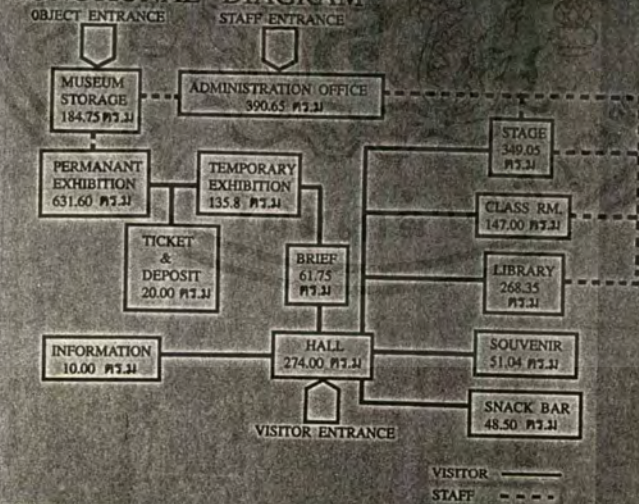 DIAGRAM
OBJECT ENTRANCE
STAFF ENTRANCE
MUSEUM
STORAGE
184.75 ตร.ม
ADMINISTRATION OFFICE
390.65 ตร.ม
STAGE
349.05
ตร.ม
PERMANANT
EXHIBITION
631.60 ตร.ม
TEMPORARY
EXHIBITION
135.8 ตร.ม
CLASS RM.
147.00 ตร.ม
TICKET
&
DEPOSIT
20.00 ตร.ม
BRIEF
61.75
ตร.ม
LIBRARY
268.35
ตร.ม
INFORMATION
10.00 ตร.ม
HALL
274.00 ตร.ม
SOUVENIR
51.04 ตร.ม
SNACK BAR
48.50 ตร.ม
VISITOR ENTRANCE
VISITOR
STAFF